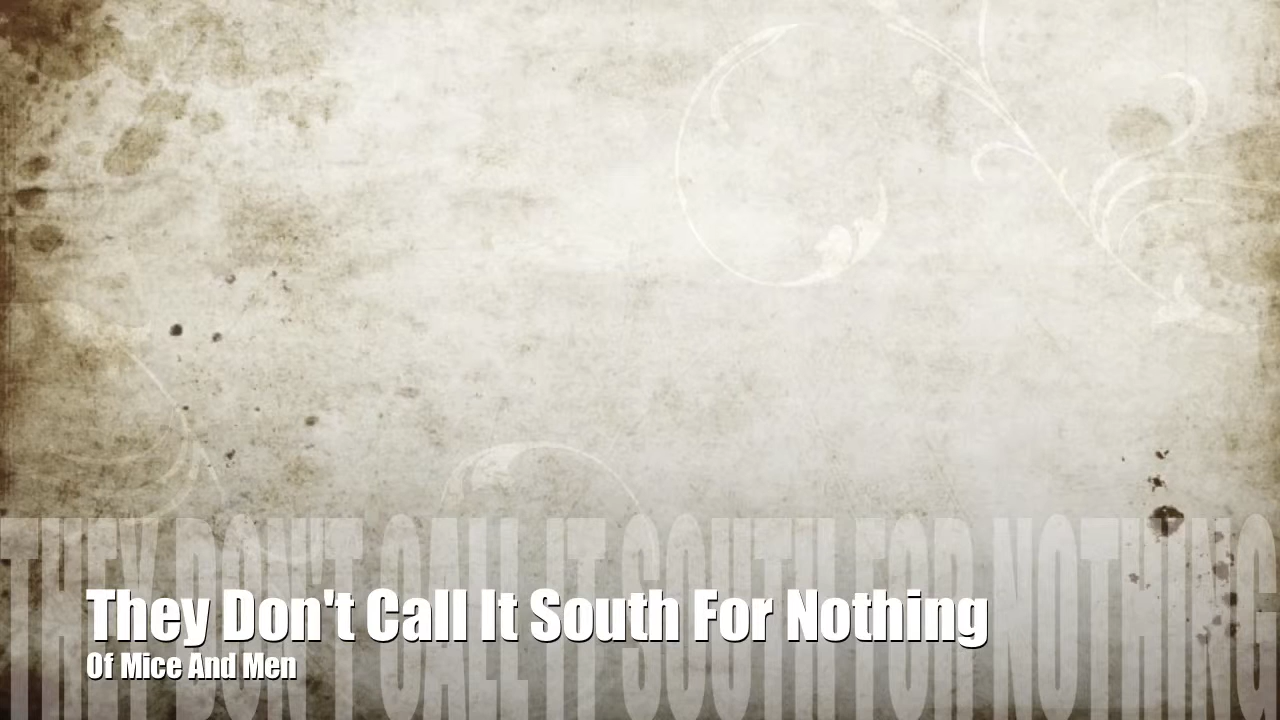 THEY DON'T CALL IT SOUTH FOR NOTHING
They Don't Call It South For Nothing
Of Mice And Men